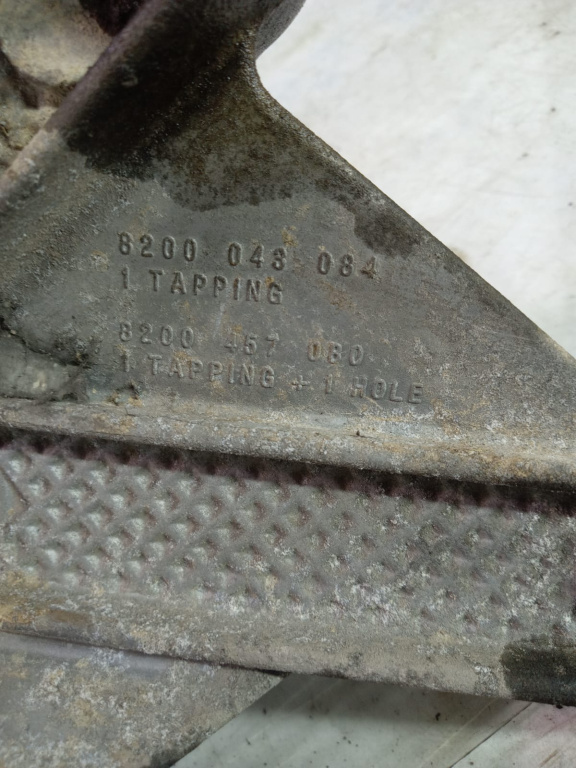 8200 043 084
1 TAPPING
8200 457 080
1 TAPPING + 1 HOLE